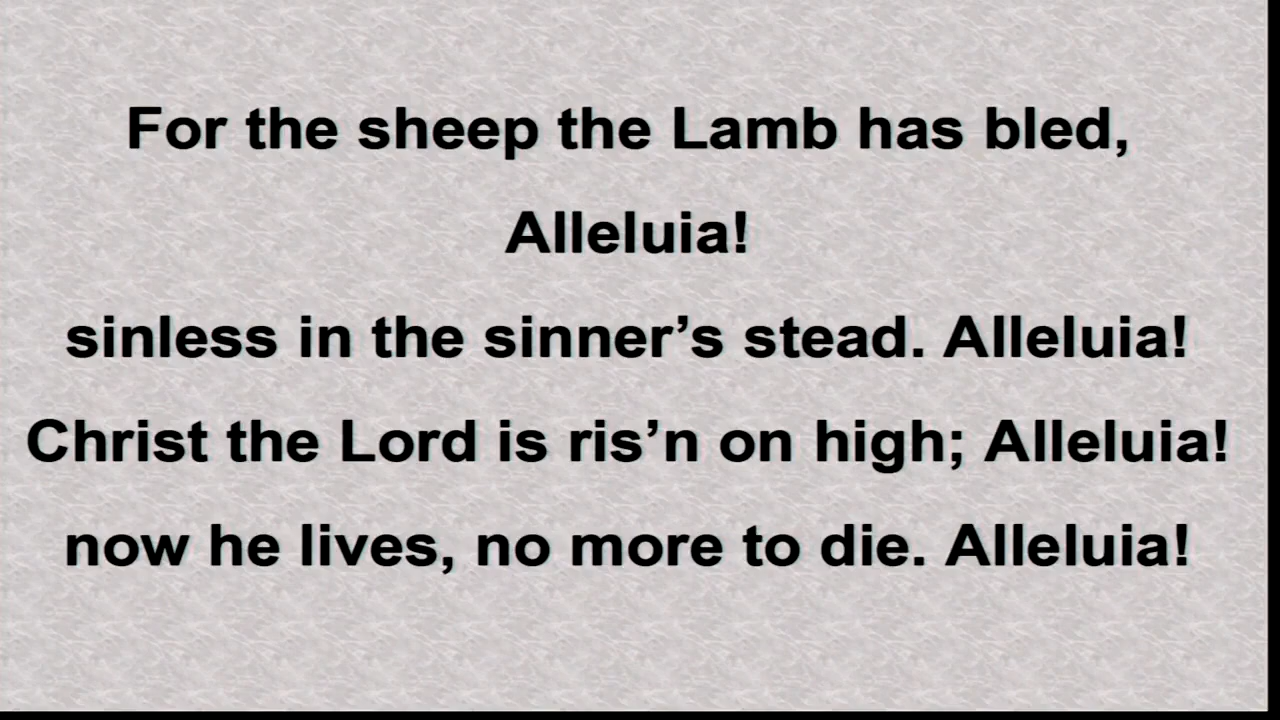 For the sheep the Lamb has bled,
Alleluia!
sinless in the sinner’s stead. Alleluia!
Christ the Lord is ris’n on high; Alleluia!
now he lives, no more to die. Alleluia!